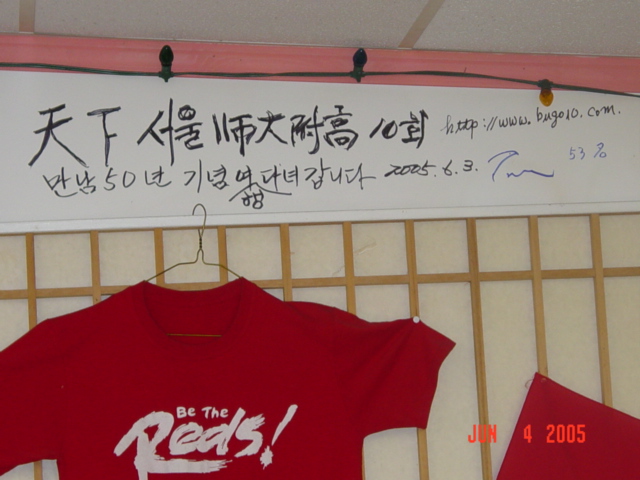 天下 서울師大附高 10회 http://www.bugo10.com.
만남 50년 기념 여행 다녀갑니다 2005.6.3. 53名
Be The
Reds!
JUN 4 2005